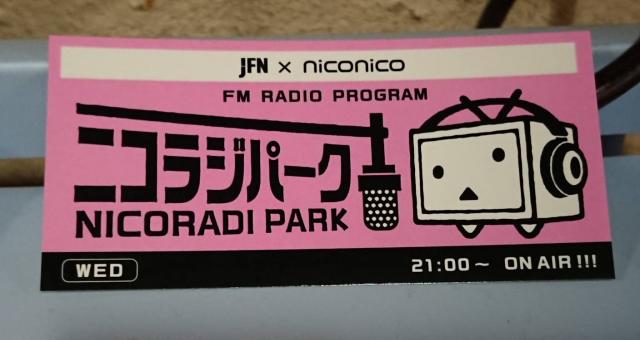 JFN × niconico
FM RADIO PROGRAM
ニコラジパーク
NICORADI PARK
WED
21:00～ ON AIR!!!